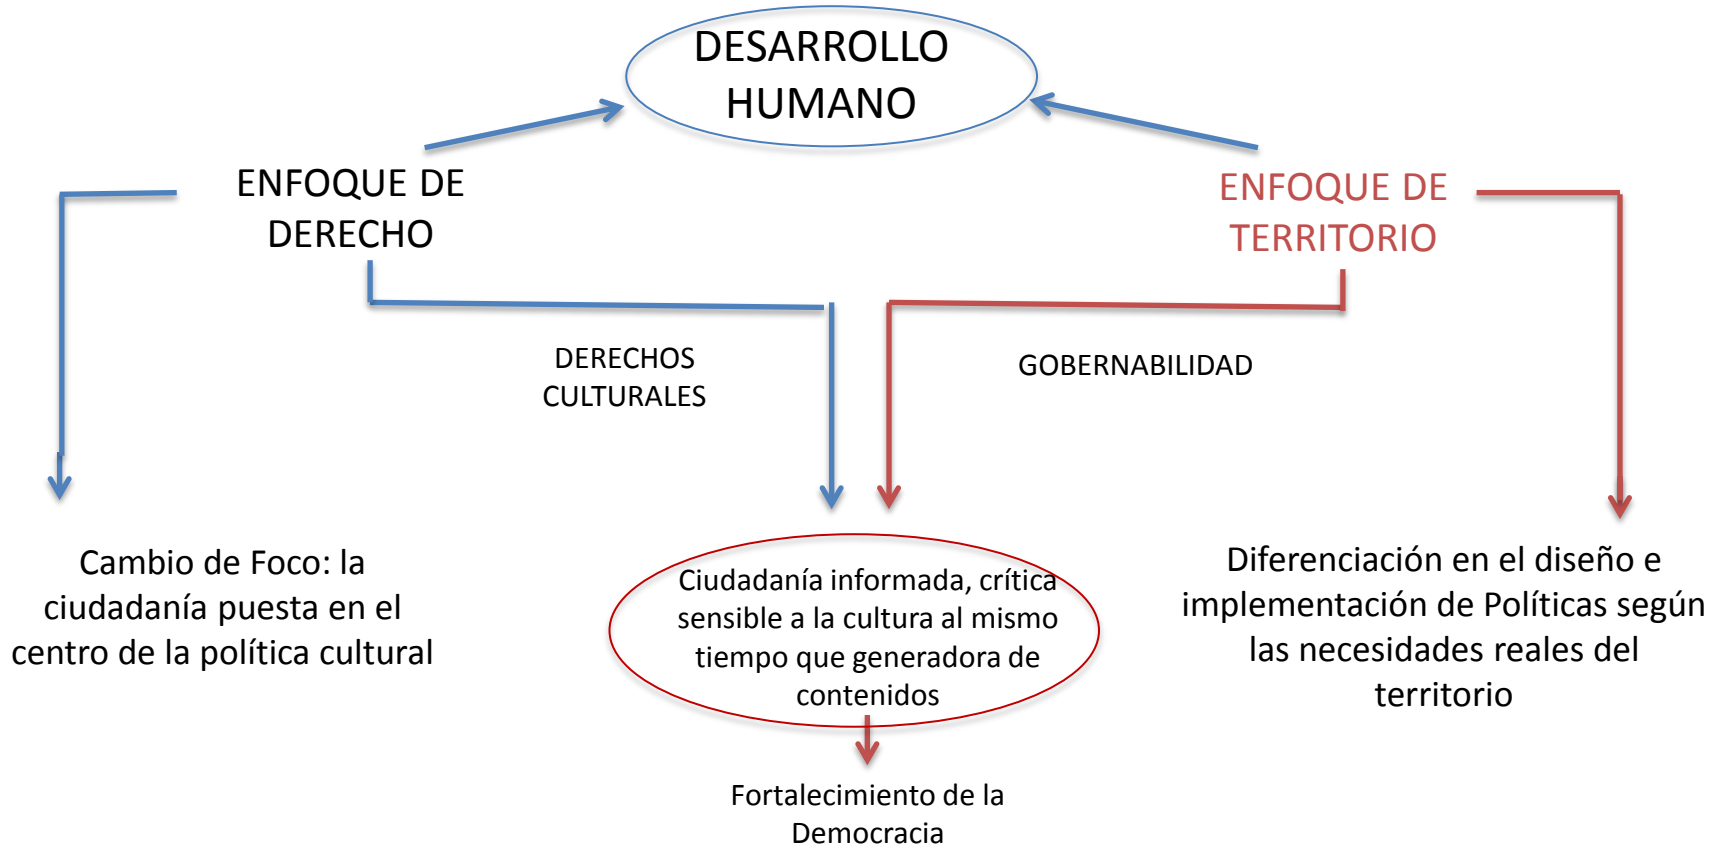 DESARROLLO
HUMANO
ENFOQUE DE
DERECHO
ENFOQUE DE
TERRITORIO
DERECHOS
CULTURALES
GOBERNABILIDAD
Cambio de Foco: la
ciudadanía puesta en el
centro de la política cultural
Ciudadanía informada, crítica
sensible a la cultura al mismo
tiempo que generadora de
contenidos
Diferenciación en el diseño e
implementación de Políticas según
las necesidades reales del
territorio
Fortalecimiento de la
Democracia